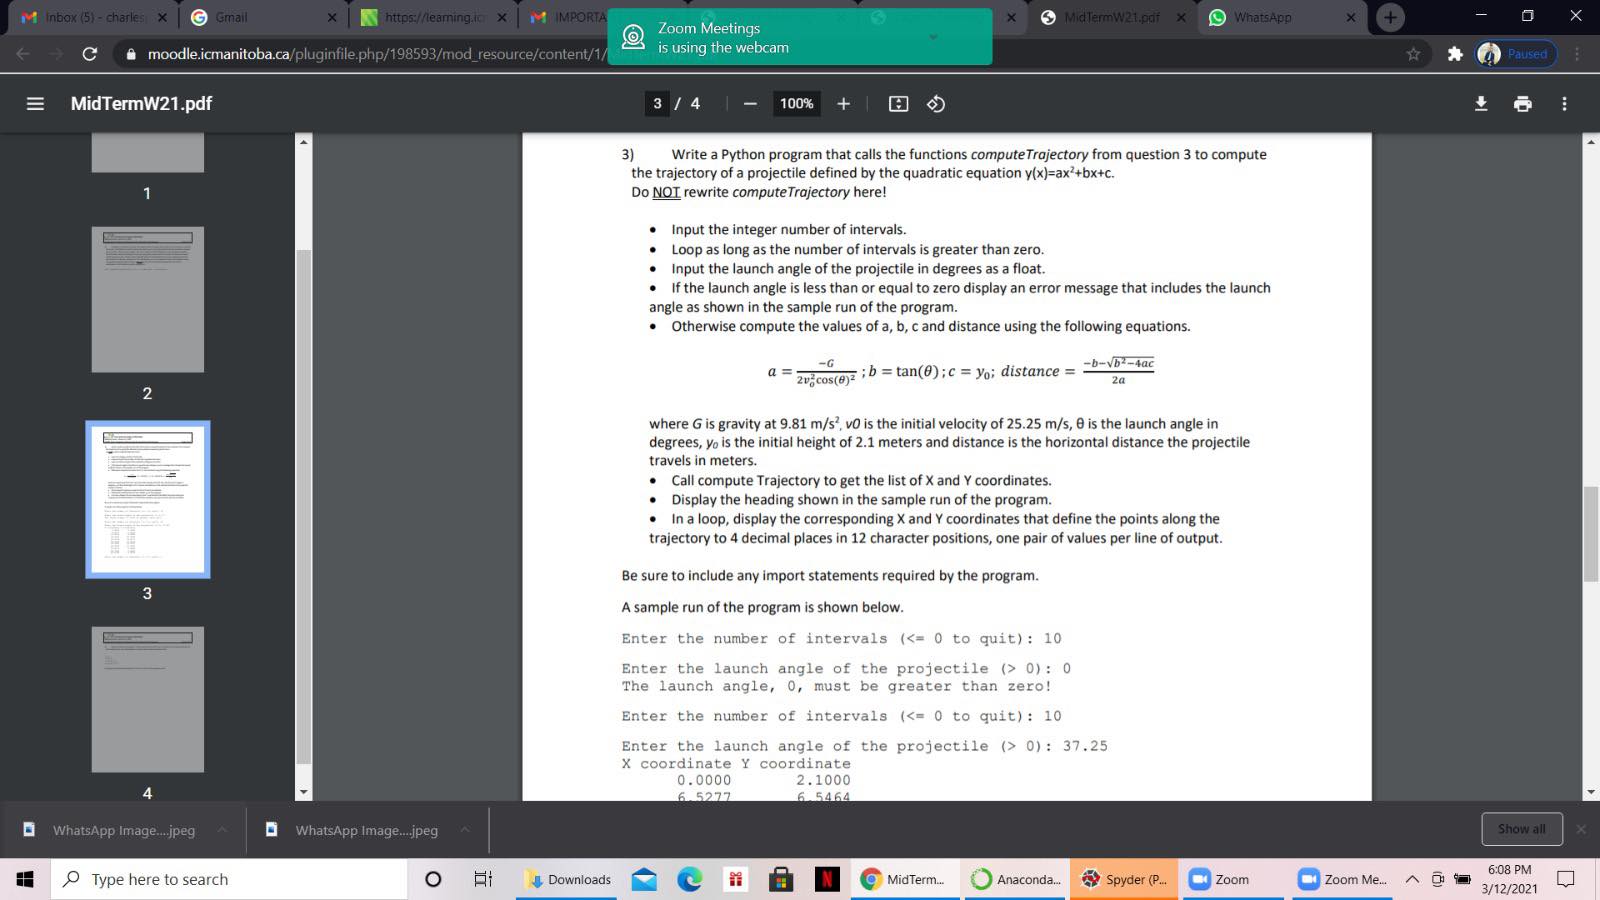 Inbox (5) - charles
Gmail
https://learning.ic
IMPORTA
MidTermW21.pdf
WhatsApp
Zoom Meetings
is using the webcam
moodle.icmanitoba.ca/pluginfile.php/198593/mod_resource/content/1/
Paused
MidTermW21.pdf
3 / 4
100%
1
2
3
4
3) Write a Python program that calls the functions computeTrajectory from question 3 to compute
the trajectory of a projectile defined by the quadratic equation y(x)=ax²+bx+c.
Do NOT rewrite computeTrajectory here!
• Input the integer number of intervals.
• Loop as long as the number of intervals is greater than zero.
• Input the launch angle of the projectile in degrees as a float.
• If the launch angle is less than or equal to zero display an error message that includes the launch
angle as shown in the sample run of the program.
• Otherwise compute the values of a, b, c and distance using the following equations.
a = −G / 2v₀²cos(θ)² ; b = tan(θ) ; c = y₀; distance = −b−√b²−4ac / 2a
where G is gravity at 9.81 m/s², v0 is the initial velocity of 25.25 m/s, θ is the launch angle in
degrees, y₀ is the initial height of 2.1 meters and distance is the horizontal distance the projectile
travels in meters.
• Call compute Trajectory to get the list of X and Y coordinates.
• Display the heading shown in the sample run of the program.
• In a loop, display the corresponding X and Y coordinates that define the points along the
trajectory to 4 decimal places in 12 character positions, one pair of values per line of output.
Be sure to include any import statements required by the program.
A sample run of the program is shown below.
Enter the number of intervals (<= 0 to quit): 10
Enter the launch angle of the projectile (> 0): 0
The launch angle, 0, must be greater than zero!
Enter the number of intervals (<= 0 to quit): 10
Enter the launch angle of the projectile (> 0): 37.25
X coordinate Y coordinate
0.0000 2.1000
6.5277 6.5464
WhatsApp Image....jpeg
WhatsApp Image....jpeg
Show all
Type here to search
Downloads
MidTerm...
Anaconda...
Spyder (P...
Zoom
Zoom Me...
6:08 PM
3/12/2021